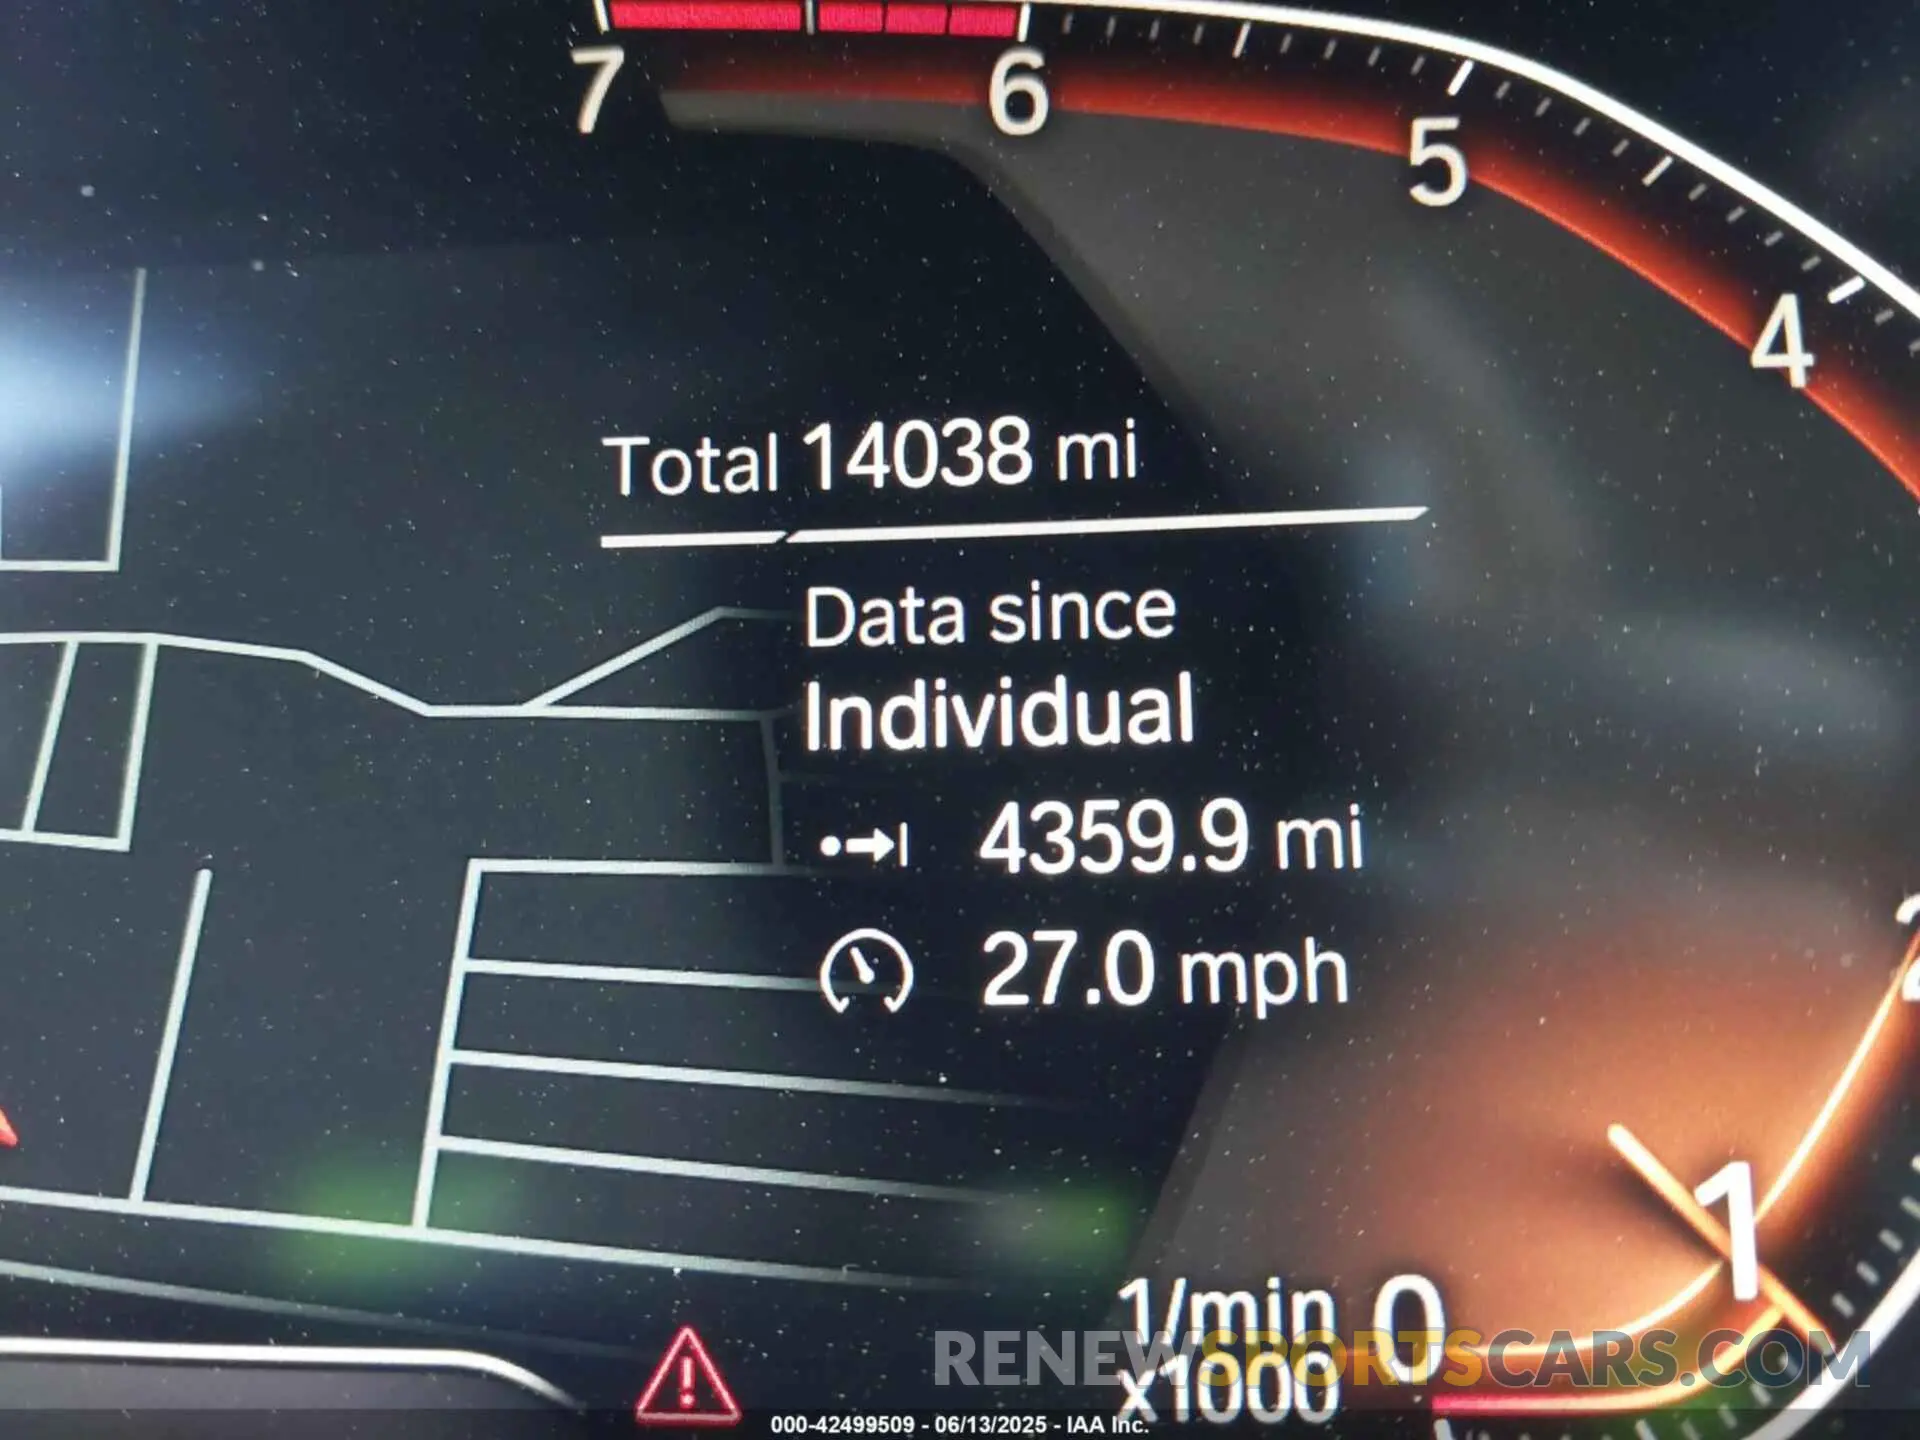 7
6
5
4
Total 14038 mi
Data since
Individual
4359.9 mi
27.0 mph
2
1
1/min 0
x1000
RENEWSPORTSCARS.COM
000-42499509 - 06/13/2025 - IAA Inc.